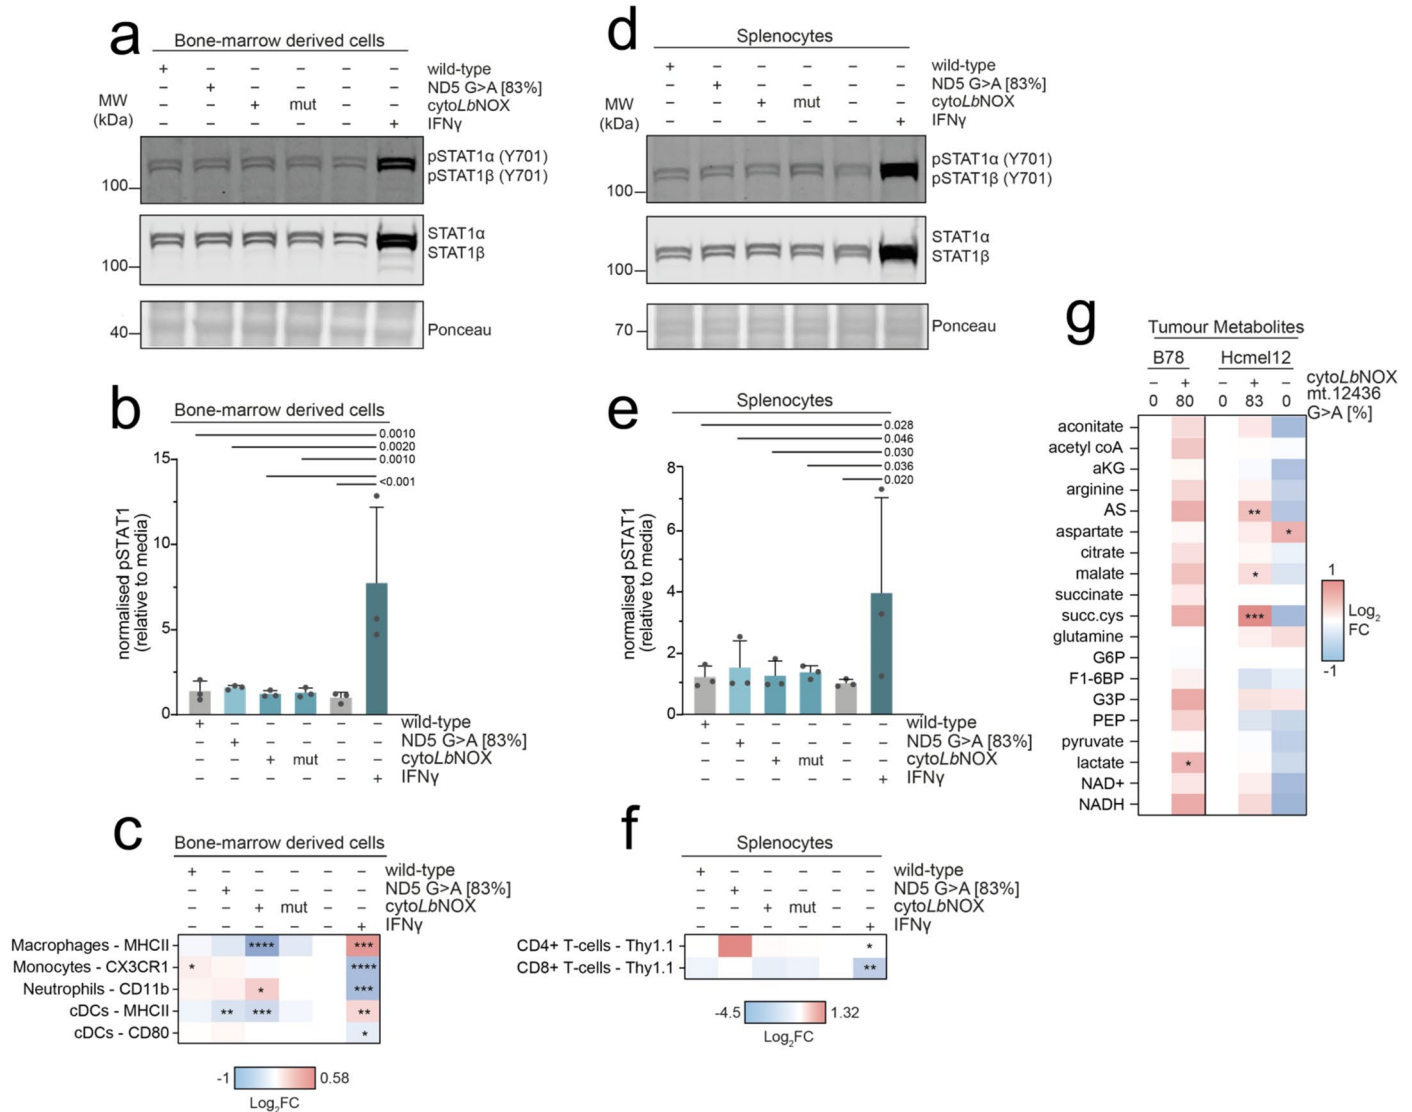 a
Bone-marrow derived cells
+ − − − − − wild-type
− + − − − − ND5 G>A [83%]
− − + mut − − cytoLbNOX
− − − − − + IFNγ
MW
(kDa)
pSTAT1α (Y701)
pSTAT1β (Y701)
100
STAT1α
STAT1β
100
40
Ponceau
d
Splenocytes
+ − − − − − wild-type
− + − − − − ND5 G>A [83%]
− − + mut − − cytoLbNOX
− − − − − + IFNγ
MW
(kDa)
pSTAT1α (Y701)
pSTAT1β (Y701)
100
STAT1α
STAT1β
100
70
Ponceau
b
Bone-marrow derived cells
0.0010
0.0020
0.0010
<0.001
normalised pSTAT1
(relative to media)
15
10
5
0
+ − − − − − wild-type
− + − − − − ND5 G>A [83%]
− − + mut − − cytoLbNOX
− − − − − + IFNγ
e
Splenocytes
0.028
0.046
0.030
0.036
0.020
normalised pSTAT1
(relative to media)
8
6
4
2
0
+ − − − − − wild-type
− + − − − − ND5 G>A [83%]
− − + mut − − cytoLbNOX
− − − − − + IFNγ
c
Bone-marrow derived cells
+ − − − − − wild-type
− + − − − − ND5 G>A [83%]
− − + mut − − cytoLbNOX
− − − − − + IFNγ
Macrophages - MHCII **** ***
Monocytes - CX3CR1 * ****
Neutrophils - CD11b * ***
cDCs - MHCII ** *** **
cDCs - CD80 *
-1 0.58
Log2FC
f
Splenocytes
+ − − − − − wild-type
− + − − − − ND5 G>A [83%]
− − + mut − − cytoLbNOX
− − − − − + IFNγ
CD4+ T-cells - Thy1.1 *
CD8+ T-cells - Thy1.1 **
-4.5 1.32
Log2FC
g
Tumour Metabolites
B78 Hcmel12
− + − + − cytoLbNOX
0 80 0 83 0 mt.12436
G>A [%]
aconitate
acetyl coA
aKG
arginine
AS **
aspartate *
citrate
malate *
succinate
succ.cys ***
glutamine
G6P
F1-6BP
G3P
PEP
pyruvate
lactate *
NAD+
NADH
1
Log2
FC
-1